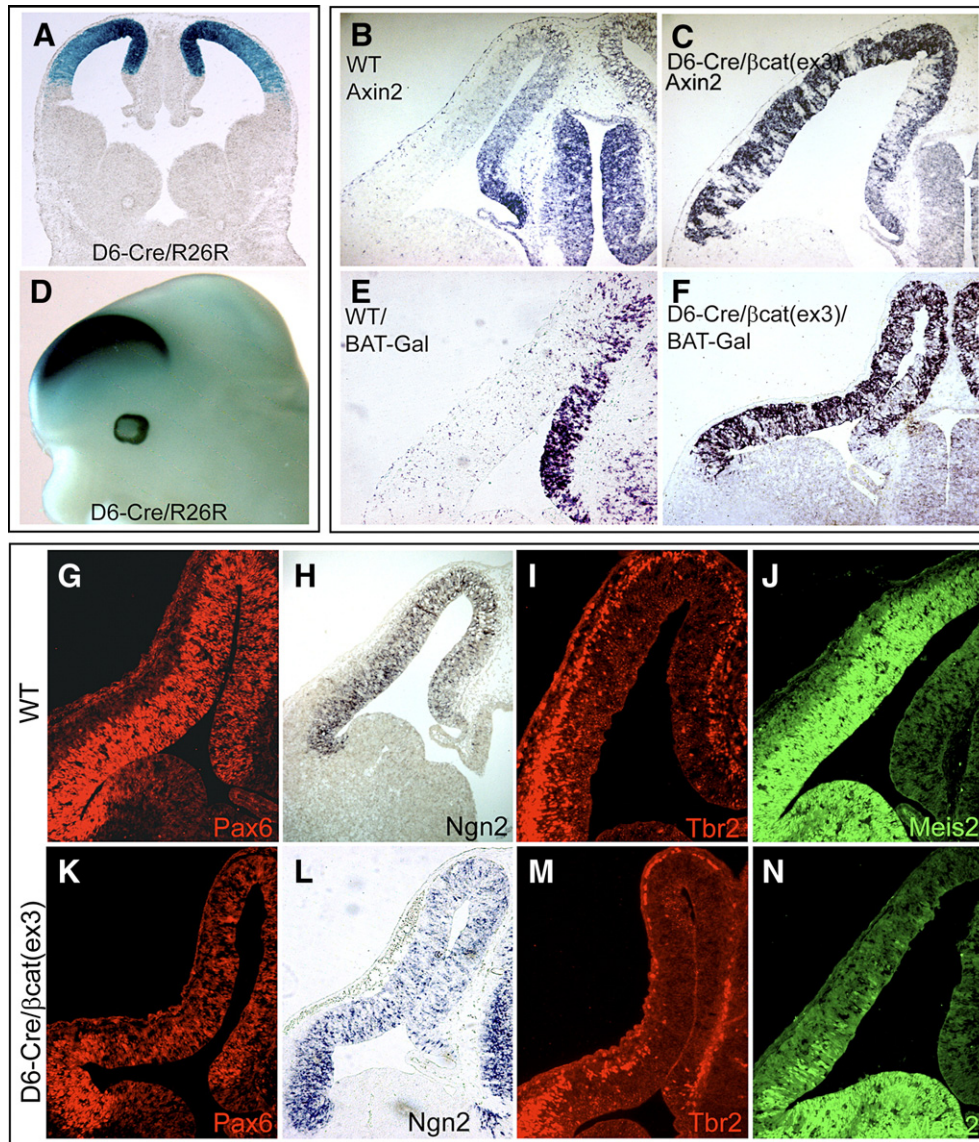 A
D6-Cre/R26R
B
WT
Axin2
C
D6-Cre/βcat(ex3)
Axin2
D
D6-Cre/R26R
E
WT/
BAT-Gal
F
D6-Cre/βcat(ex3)/
BAT-Gal
WT
G
Pax6
H
Ngn2
I
Tbr2
J
Meis2
D6-Cre/βcat(ex3)
K
Pax6
L
Ngn2
M
Tbr2
N
Meis2